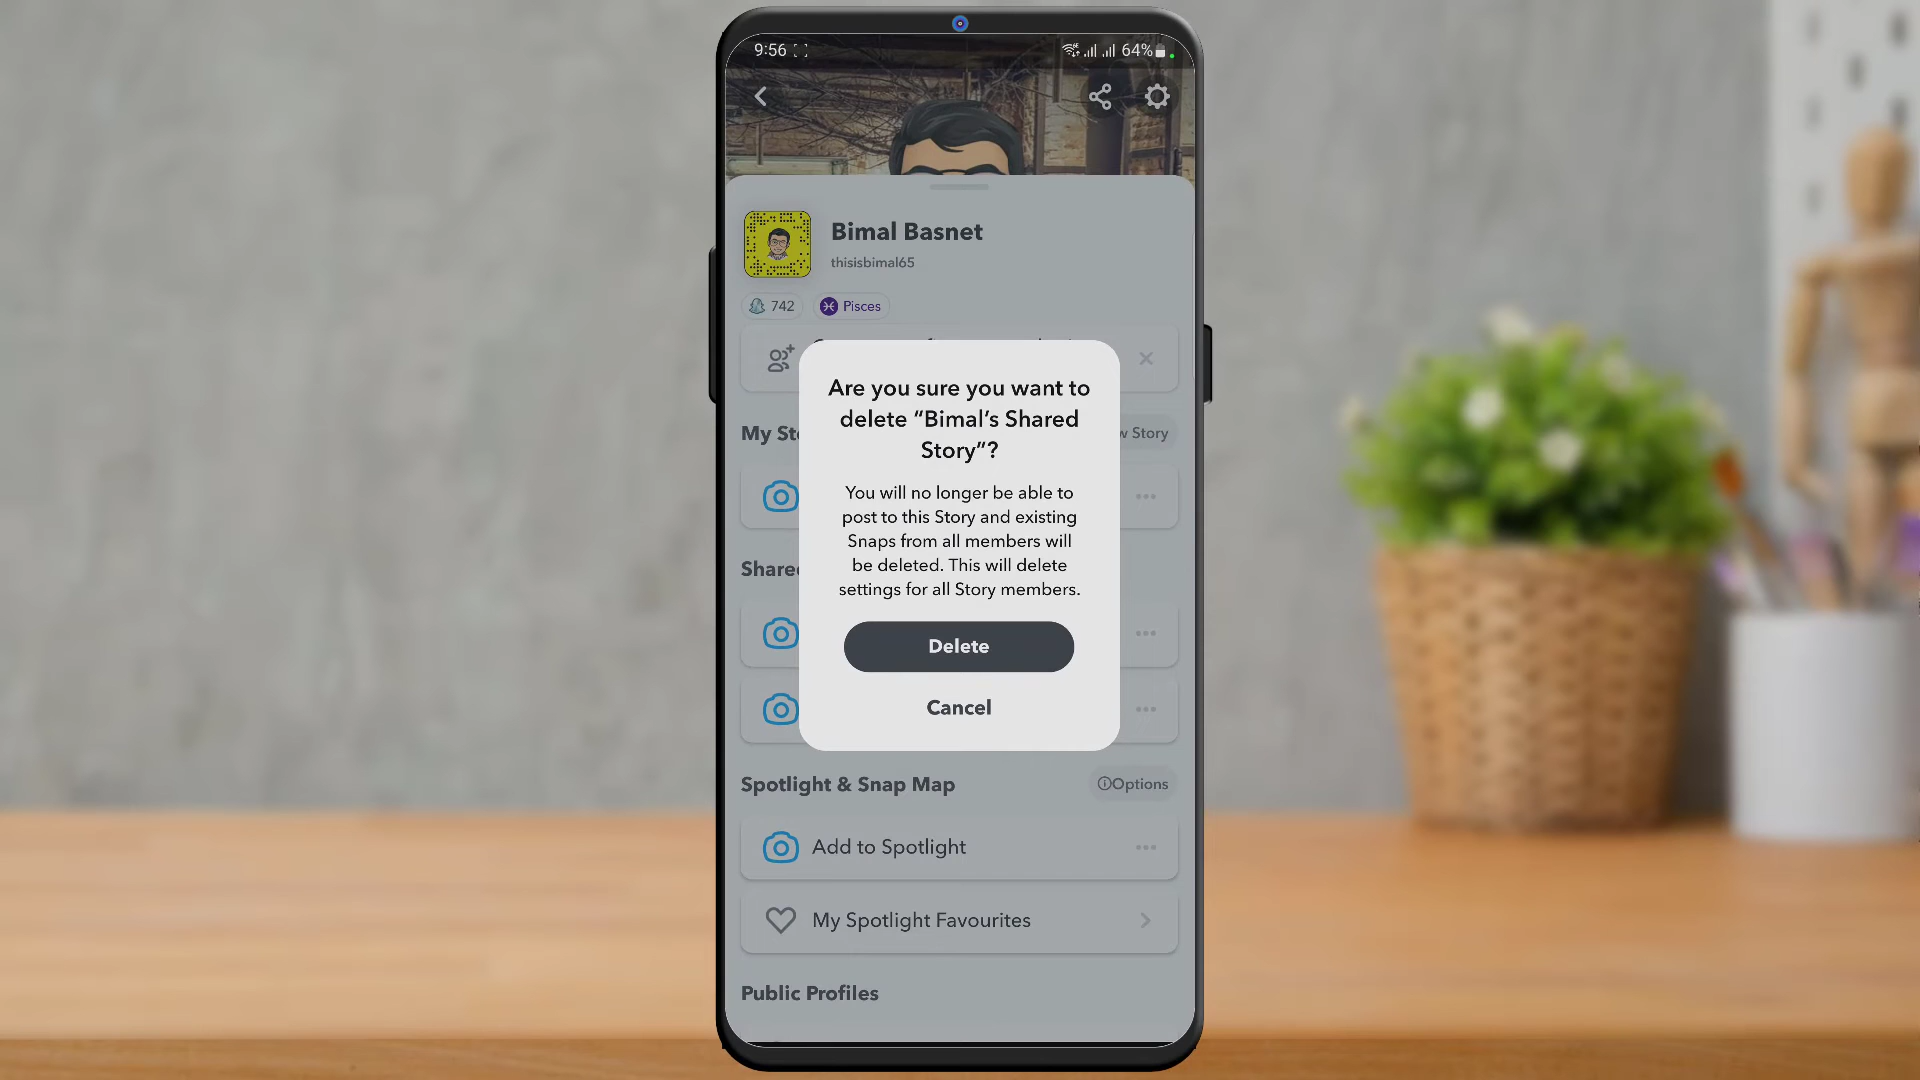 9:56
64%
Bimal Basnet
thisisbimal65
742
Pisces
Are you sure you want to
delete “Bimal’s Shared
Story”?
My Sto
w Story
You will no longer be able to
post to this Story and existing
Snaps from all members will
be deleted. This will delete
settings for all Story members.
Share
Delete
Cancel
Spotlight & Snap Map
Options
Add to Spotlight
My Spotlight Favourites
Public Profiles